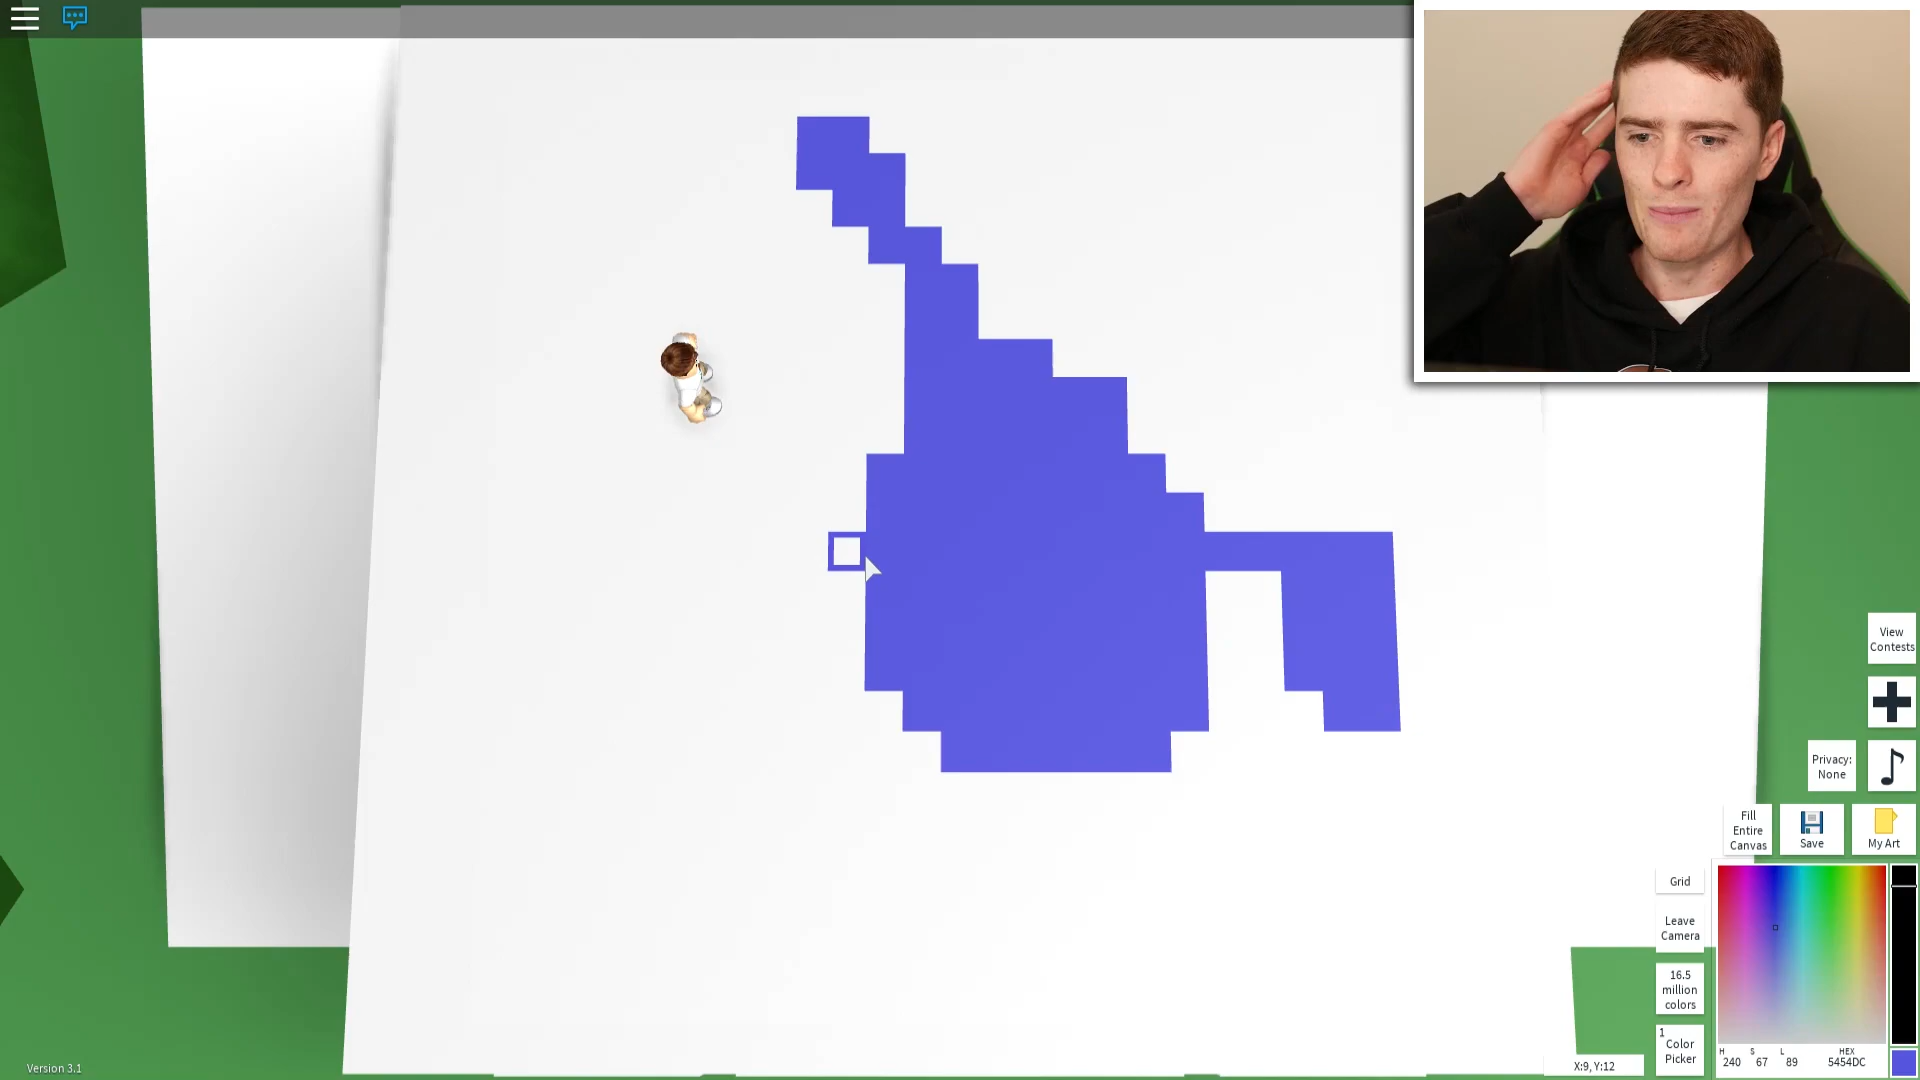 View
Contests
Privacy:
None
Fill
Entire
Canvas
Save
My Art
Grid
Leave
Camera
16.5
million
colors
1
Color
Picker
H S L HEX
240 67 89 5454DC
X:9, Y:12
Version 3.1